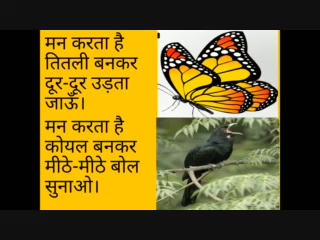 मन करता है
तितली बनकर
दूर-दूर उड़ता
जाऊँ।
मन करता है
कोयल बनकर
मीठे-मीठे बोल
सुनाओ।